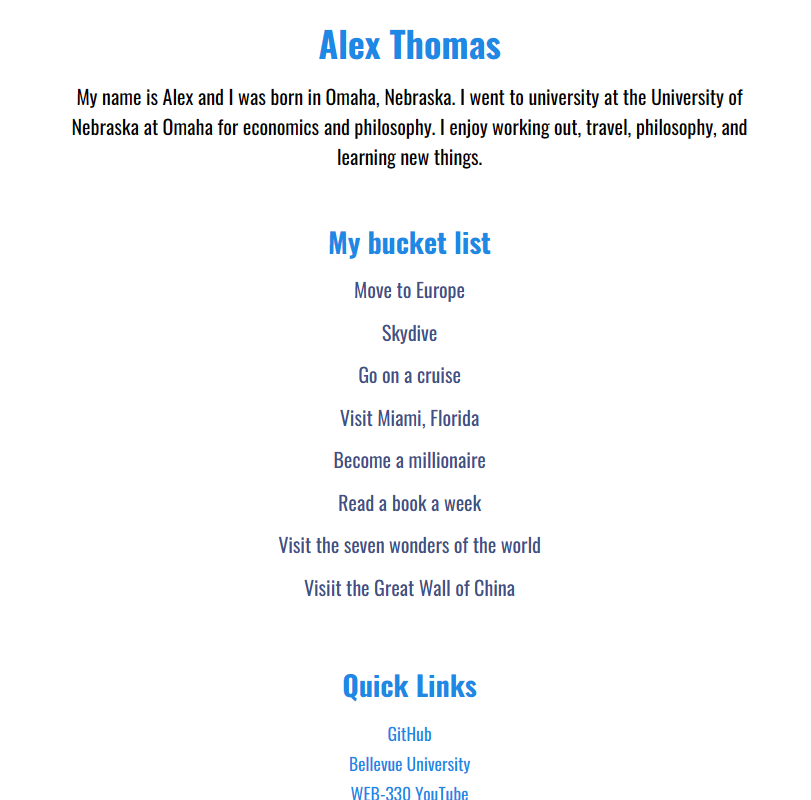 Alex Thomas
My name is Alex and I was born in Omaha, Nebraska. I went to university at the University of
Nebraska at Omaha for economics and philosophy. I enjoy working out, travel, philosophy, and
learning new things.
My bucket list
Move to Europe
Skydive
Go on a cruise
Visit Miami, Florida
Become a millionaire
Read a book a week
Visit the seven wonders of the world
Visiit the Great Wall of China
Quick Links
GitHub
Bellevue University
WEB-330 YouTube